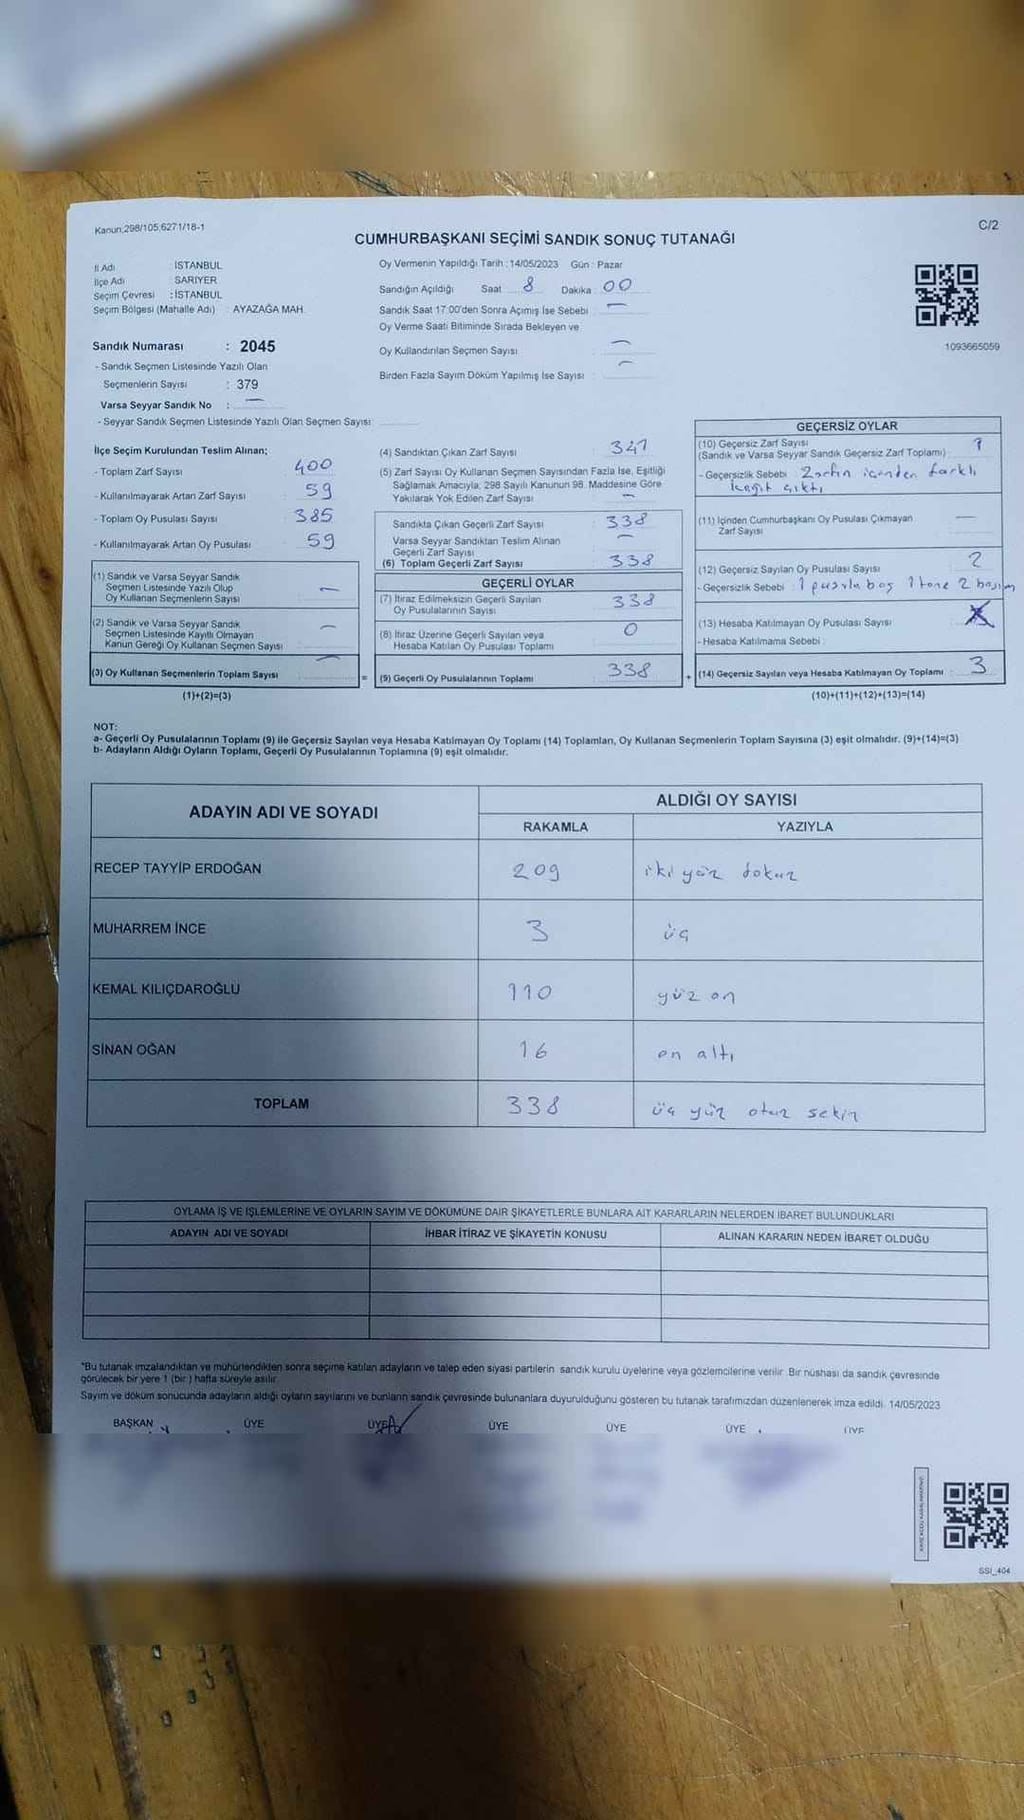 Kanun:298/105,6271/18-1
C/2
CUMHURBAŞKANI SEÇİMİ SANDIK SONUÇ TUTANAĞI
İl Adı : İSTANBUL
İlçe Adı : SARIYER
Seçim Çevresi : İSTANBUL
Seçim Bölgesi (Mahalle Adı) : AYAZAĞA MAH.
Oy Vermenin Yapıldığı Tarih : 14/05/2023 Gün : Pazar
Sandığın Açıldığı Saat : 8 Dakika : 00
Sandık Saat 17:00'den Sonra Açımış İse Sebebi : —
Oy Verme Saati Bitiminde Sırada Bekleyen ve
Oy Kullandırılan Seçmen Sayısı : —
Birden Fazla Sayım Döküm Yapılmış İse Sayısı : —
1093665059
Sandık Numarası : 2045
- Sandık Seçmen Listesinde Yazılı Olan
Seçmenlerin Sayısı : 379
Varsa Seyyar Sandık No : —
- Seyyar Sandık Seçmen Listesinde Yazılı Olan Seçmen Sayısı:
İlçe Seçim Kurulundan Teslim Alınan;
- Toplam Zarf Sayısı : 400
- Kullanılmayarak Artan Zarf Sayısı : 59
- Toplam Oy Pusulası Sayısı : 385
- Kullanılmayarak Artan Oy Pusulası : 59
(1) Sandık ve Varsa Seyyar Sandık
Seçmen Listesinde Yazılı Olup
Oy Kullanan Seçmenlerin Sayısı —
(2) Sandık ve Varsa Seyyar Sandık
Seçmen Listesinde Kayıtlı Olmayan
Kanun Gereği Oy Kullanan Seçmen Sayısı —
(3) Oy Kullanan Seçmenlerin Toplam Sayısı —
(1)+(2)=(3)
(4) Sandıktan Çıkan Zarf Sayısı : 341
(5) Zarf Sayısı Oy Kullanan Seçmen Sayısından Fazla İse, Eşitliği
Sağlamak Amacıyla, 298 Sayılı Kanunun 98. Maddesine Göre
Yakılarak Yok Edilen Zarf Sayısı : —
Sandıkta Çıkan Geçerli Zarf Sayısı : 338
Varsa Seyyar Sandıktan Teslim Alınan
Geçerli Zarf Sayısı : —
(6) Toplam Geçerli Zarf Sayısı : 338
GEÇERLİ OYLAR
(7) İtiraz Edilmeksizin Geçerli Sayılan
Oy Pusulalarının Sayısı : 338
(8) İtiraz Üzerine Geçerli Sayılan veya
Hesaba Katılan Oy Pusulası Toplamı : 0
= (9) Geçerli Oy Pusulalarının Toplamı : 338
GEÇERSİZ OYLAR
(10) Geçersiz Zarf Sayısı : 1
(Sandık ve Varsa Seyyar Sandık Geçersiz Zarf Toplamı)
- Geçersizlik Sebebi : Zarfın içinden farklı
kağıt çıktı
(11) İçinden Cumhurbaşkanı Oy Pusulası Çıkmayan
Zarf Sayısı : —
(12) Geçersiz Sayılan Oy Pusulası Sayısı : 2
- Geçersizlik Sebebi : 1 pusula boş 1 tane 2
(13) Hesaba Katılmayan Oy Pusulası Sayısı :
- Hesaba Katılmama Sebebi :
+ (14) Geçersiz Sayılan veya Hesaba Katılmayan Oy Toplamı : 3
(10)+(11)+(12)+(13)=(14)
NOT:
a- Geçerli Oy Pusulalarının Toplamı (9) ile Geçersiz Sayılan veya Hesaba Katılmayan Oy Toplamı (14) Toplamları, Oy Kullanan Seçmenlerin Toplam Sayısına (3) eşit olmalıdır. (9)+(14)=(3)
b- Adayların Aldığı Oyların Toplamı, Geçerli Oy Pusulalarının Toplamına (9) eşit olmalıdır.
ADAYIN ADI VE SOYADI
ALDIĞI OY SAYISI
RAKAMLA YAZIYLA
RECEP TAYYİP ERDOĞAN 209 iki yüz dokuz
MUHARREM İNCE 3 üç
KEMAL KILIÇDAROĞLU 110 yüz on
SİNAN OĞAN 16 on altı
TOPLAM 338 üç yüz otuz sekiz
OYLAMA İŞ VE İŞLEMLERİNE VE OYLARIN SAYIM VE DÖKÜMÜNE DAİR ŞİKAYETLERLE BUNLARA AİT KARARLARIN NELERDEN İBARET BULUNDUKLARI
ADAYIN ADI VE SOYADI İHBAR İTİRAZ VE ŞİKAYETİN KONUSU ALINAN KARARIN NEDEN İBARET OLDUĞU
*Bu tutanak imzalandıktan ve mühürlendikten sonra seçime katılan adayların ve talep eden siyasi partilerin sandık kurulu üyelerine veya gözlemcilerine verilir. Bir nüshası da sandık çevresinde
görülecek bir yere 1 (bir) hafta süreyle asılır.
Sayım ve döküm sonucunda adayların aldığı oyların sayılarını ve bunların sandık çevresinde bulunanlara duyurulduğunu gösteren bu tutanak tarafımızdan düzenlenerek imza edildi. 14/05/2023
BAŞKAN ÜYE ÜYE ÜYE ÜYE ÜYE ÜYE
SSI_404